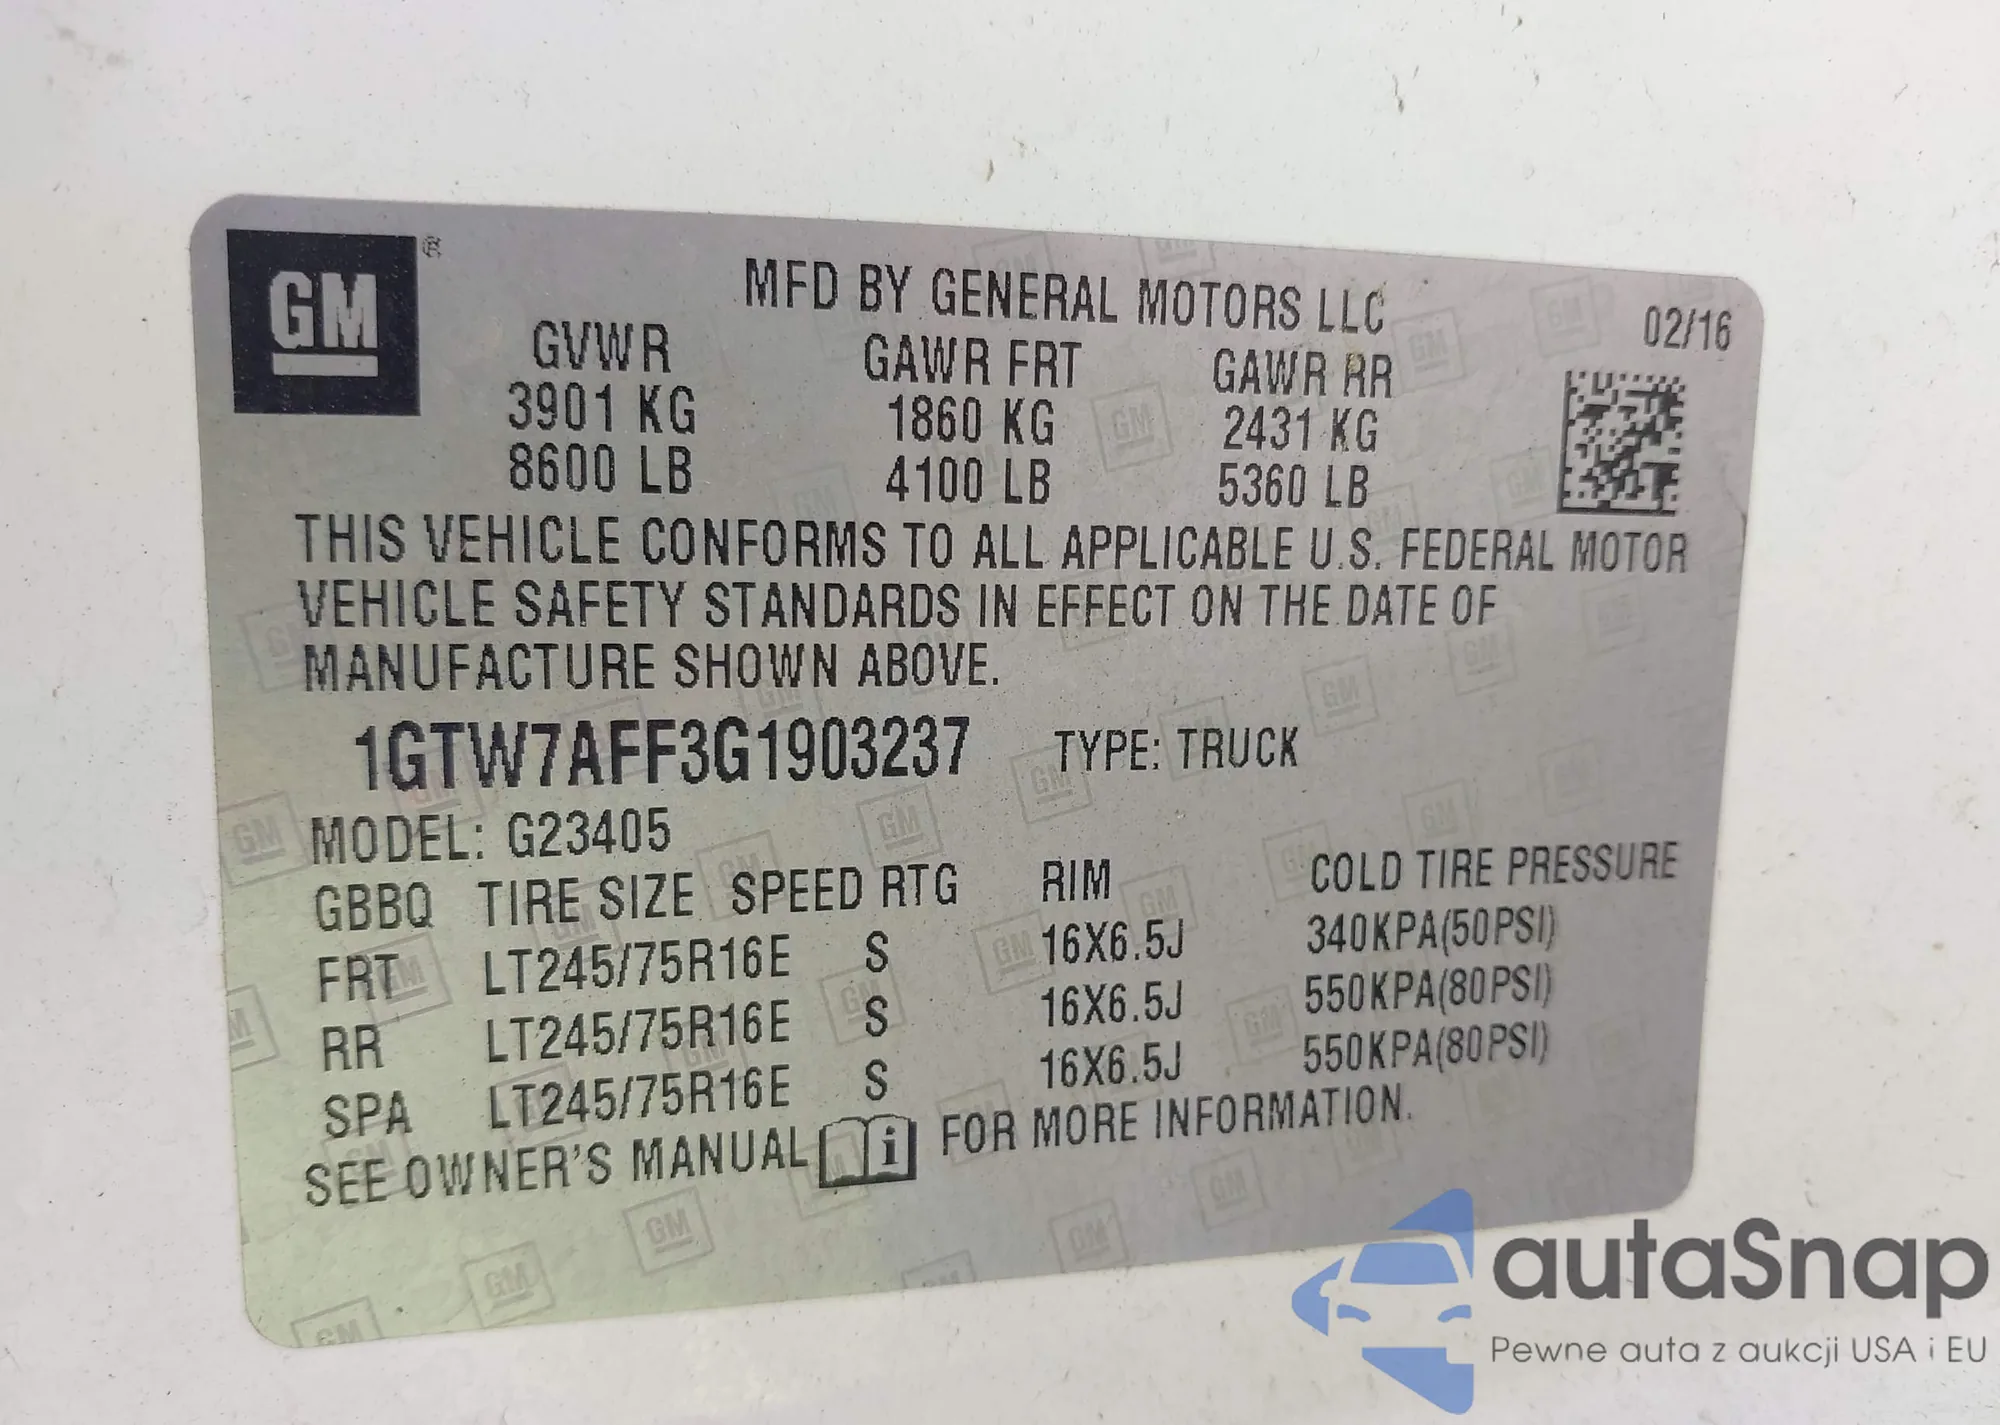 GM ®
MFD BY GENERAL MOTORS LLC
02/16
GVWR GAWR FRT GAWR RR
3901 KG 1860 KG 2431 KG
8600 LB 4100 LB 5360 LB
THIS VEHICLE CONFORMS TO ALL APPLICABLE U.S. FEDERAL MOTOR
VEHICLE SAFETY STANDARDS IN EFFECT ON THE DATE OF
MANUFACTURE SHOWN ABOVE.
1GTW7AFF3G1903237 TYPE: TRUCK
MODEL: G23405
GBBQ TIRE SIZE SPEED RTG RIM COLD TIRE PRESSURE
FRT LT245/75R16E S 16X6.5J 340KPA(50PSI)
RR LT245/75R16E S 16X6.5J 550KPA(80PSI)
SPA LT245/75R16E S 16X6.5J 550KPA(80PSI)
SEE OWNER'S MANUAL i FOR MORE INFORMATION.
autaSnap
Pewne auta z aukcji USA i EU